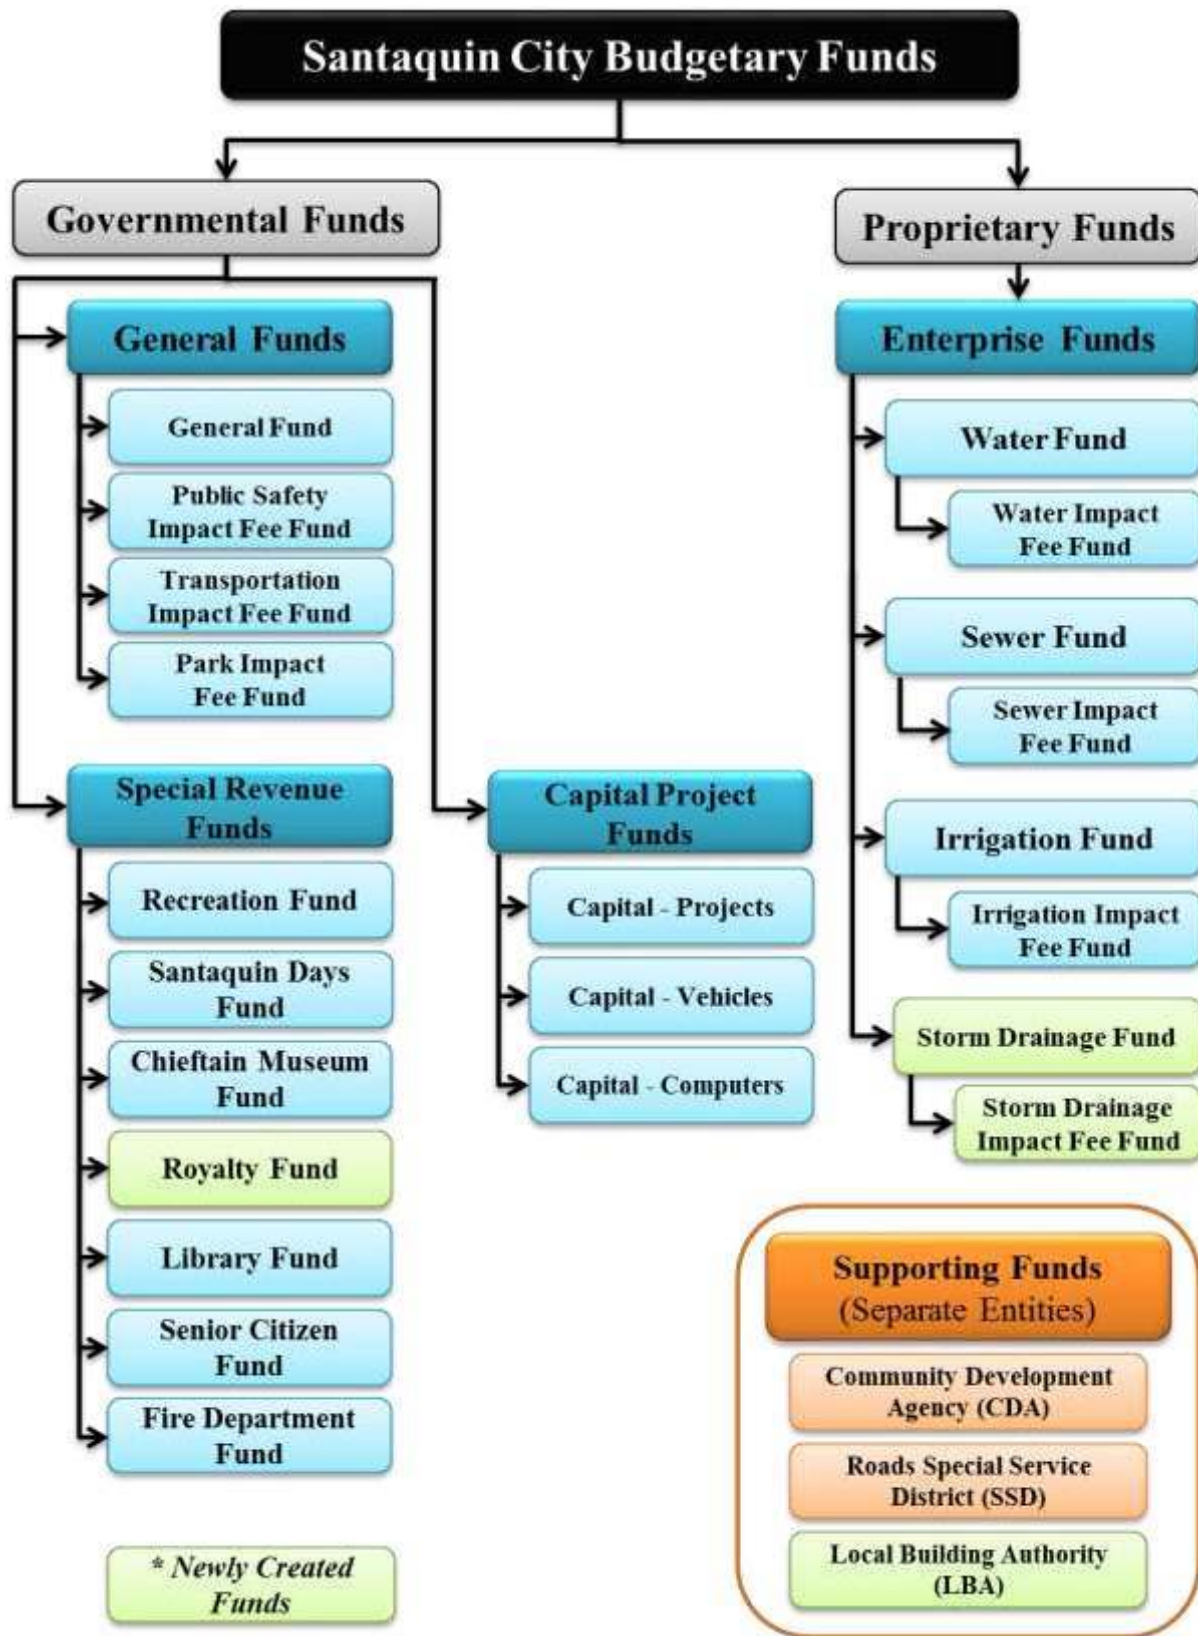 Santaquin City Budgetary Funds
Governmental Funds
Proprietary Funds
General Funds
General Fund
Public Safety
Impact Fee Fund
Transportation
Impact Fee Fund
Park Impact
Fee Fund
Special Revenue
Funds
Recreation Fund
Santaquin Days
Fund
Chieftain Museum
Fund
Royalty Fund
Library Fund
Senior Citizen
Fund
Fire Department
Fund
* Newly Created
Funds
Capital Project
Funds
Capital - Projects
Capital - Vehicles
Capital - Computers
Enterprise Funds
Water Fund
Water Impact
Fee Fund
Sewer Fund
Sewer Impact
Fee Fund
Irrigation Fund
Irrigation Impact
Fee Fund
Storm Drainage Fund
Storm Drainage
Impact Fee Fund
Supporting Funds
(Separate Entities)
Community Development
Agency (CDA)
Roads Special Service
District (SSD)
Local Building Authority
(LBA)